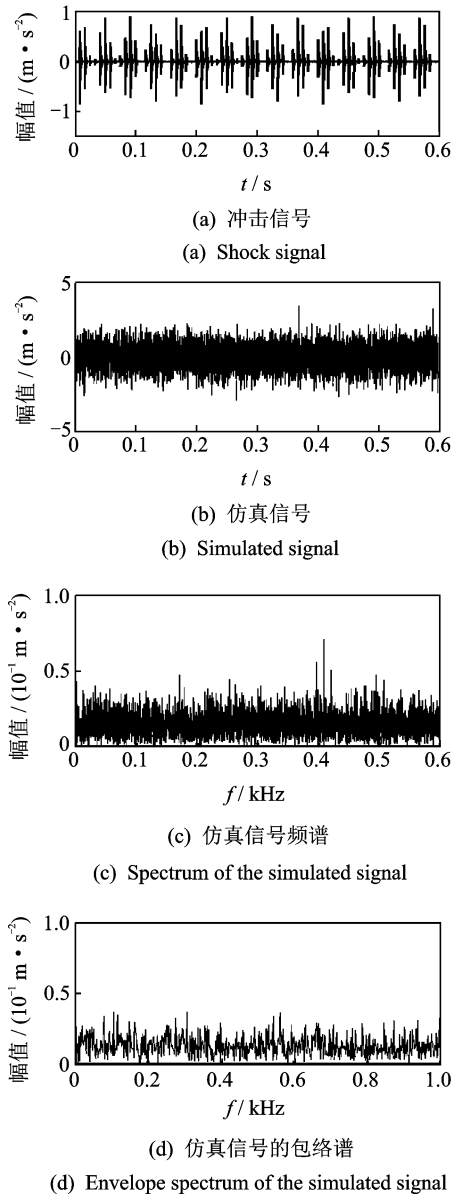 1
0
−1
幅值 / (m·s⁻²)
0 0.1 0.2 0.3 0.4 0.5 0.6
t / s
(a) 冲击信号
(a) Shock signal
5
0
−5
幅值 / (m·s⁻²)
0 0.1 0.2 0.3 0.4 0.5 0.6
t / s
(b) 仿真信号
(b) Simulated signal
1.0
0.5
0
幅值 / (10⁻¹ m·s⁻²)
0 0.1 0.2 0.3 0.4 0.5 0.6
f / kHz
(c) 仿真信号频谱
(c) Spectrum of the simulated signal
1.0
0.5
0
幅值 / (10⁻¹ m·s⁻²)
0 0.2 0.4 0.6 0.8 1.0
f / kHz
(d) 仿真信号的包络谱
(d) Envelope spectrum of the simulated signal